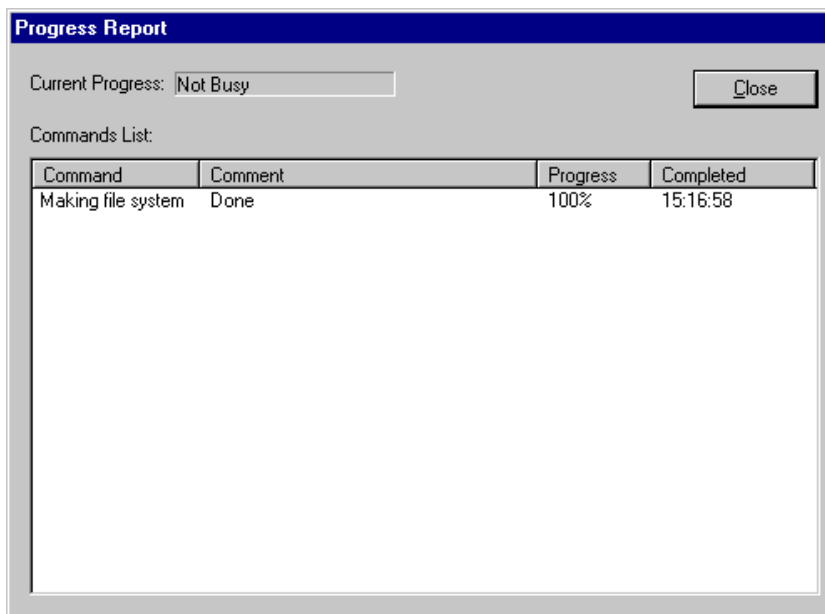 Progress Report
Current Progress: Not Busy
Close
Commands List:
Command Comment Progress Completed
Making file system Done 100% 15:16:58